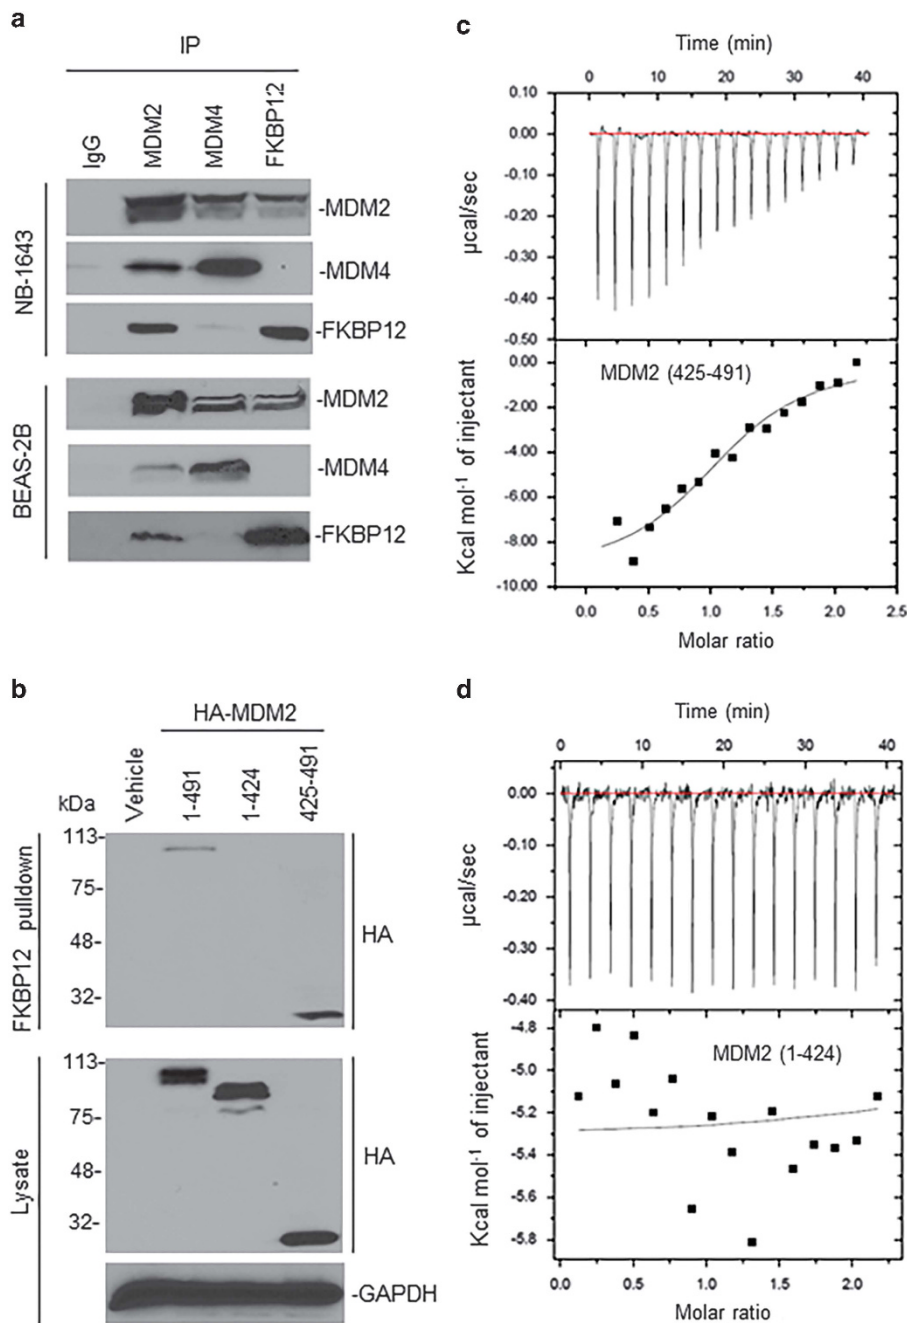 a
IP
IgG
MDM2
MDM4
FKBP12
NB-1643
-MDM2
-MDM4
-FKBP12
BEAS-2B
-MDM2
-MDM4
-FKBP12
b
HA-MDM2
kDa
Vehicle
1-491
1-424
425-491
FKBP12 pulldown
113-
75-
48-
32-
HA
Lysate
113-
75-
48-
32-
HA
-GAPDH
c
Time (min)
0 10 20 30 40
0.10
0.00
-0.10
-0.20
-0.30
-0.40
-0.50
µcal/sec
0.00
-2.00
-4.00
-6.00
-8.00
-10.00
Kcal mol-1 of injectant
MDM2 (425-491)
0.0 0.5 1.0 1.5 2.0 2.5
Molar ratio
d
Time (min)
0 10 20 30 40
0.00
-0.10
-0.20
-0.30
-0.40
µcal/sec
-4.8
-5.0
-5.2
-5.4
-5.6
-5.8
Kcal mol-1 of injectant
MDM2 (1-424)
0.0 0.5 1.0 1.5 2.0
Molar ratio